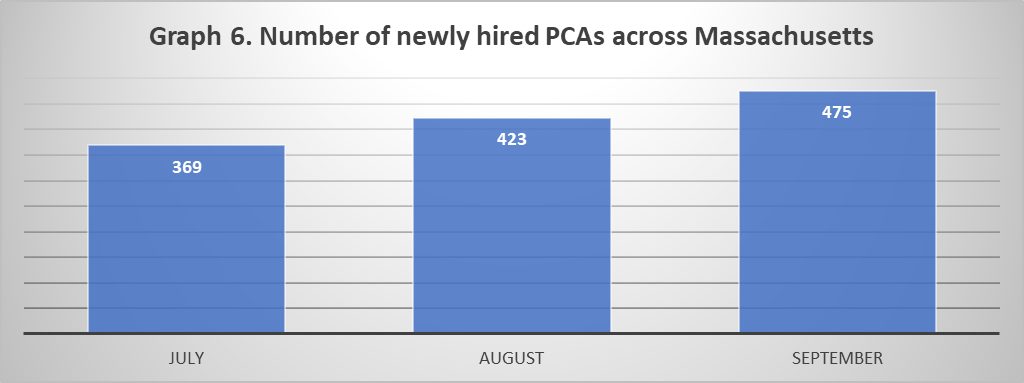 Graph 6. Number of newly hired PCAs across Massachusetts
369
423
475
JULY
AUGUST
SEPTEMBER